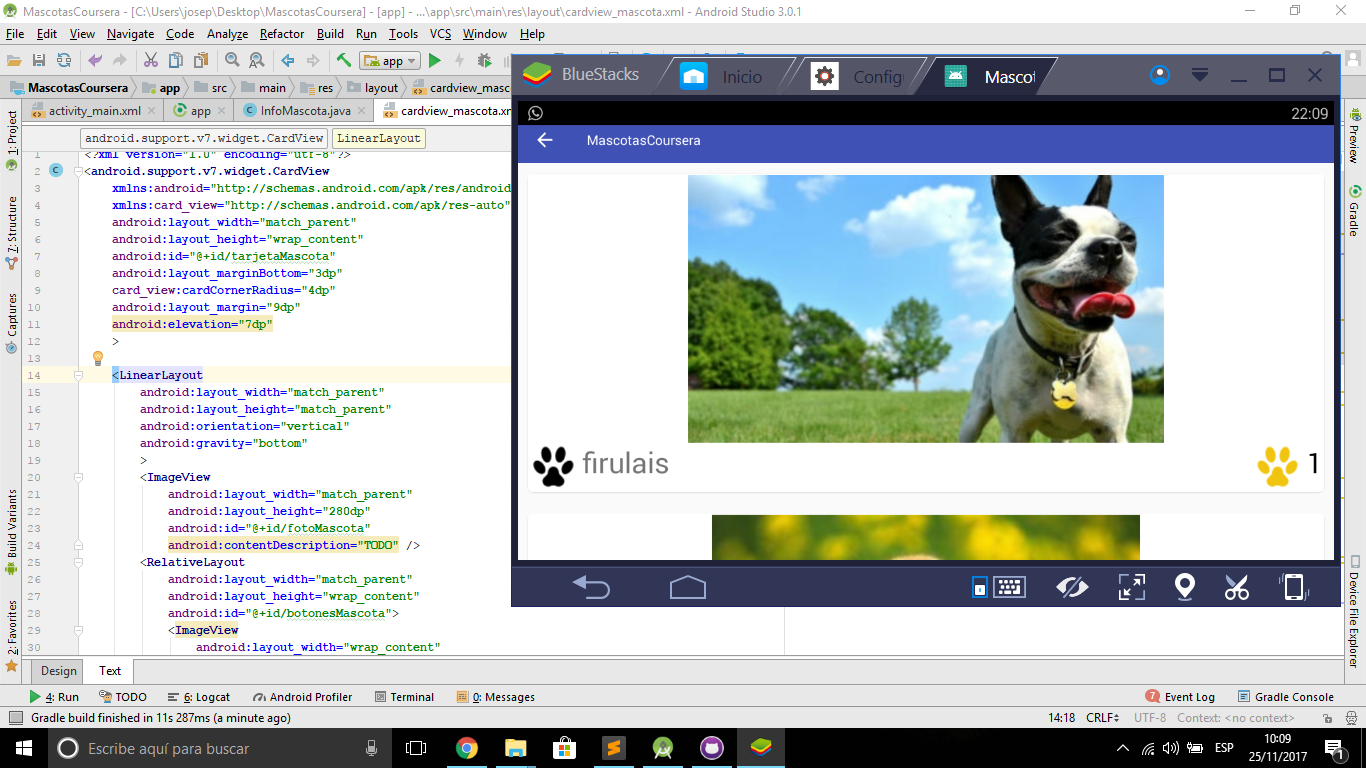 MascotasCoursera - [C:\Users\josep\Desktop\MascotasCoursera] - [app] - ...\app\src\main\res\layout\cardview_mascota.xml - Android Studio 3.0.1
File Edit View Navigate Code Analyze Refactor Build Run Tools VCS Window Help
app
MascotasCoursera app src main res layout cardview_masc
activity_main.xml app InfoMascota.java cardview_mascota.xm
android.support.v7.widget.CardView LinearLayout
1: Project
7: Structure
Captures
Build Variants
2: Favorites
1 <?xml version="1.0" encoding="utf-8"?>
2 <android.support.v7.widget.CardView
3 xmlns:android="http://schemas.android.com/apk/res/android
4 xmlns:card_view="http://schemas.android.com/apk/res-auto"
5 android:layout_width="match_parent"
6 android:layout_height="wrap_content"
7 android:id="@+id/tarjetaMascota"
8 android:layout_marginBottom="3dp"
9 card_view:cardCornerRadius="4dp"
10 android:layout_margin="9dp"
11 android:elevation="7dp"
12 >
13
14 <LinearLayout
15 android:layout_width="match_parent"
16 android:layout_height="match_parent"
17 android:orientation="vertical"
18 android:gravity="bottom"
19 >
20 <ImageView
21 android:layout_width="match_parent"
22 android:layout_height="280dp"
23 android:id="@+id/fotoMascota"
24 android:contentDescription="TODO" />
25 <RelativeLayout
26 android:layout_width="match_parent"
27 android:layout_height="wrap_content"
28 android:id="@+id/botonesMascota">
29 <ImageView
30 android:layout_width="wrap_content"
BlueStacks Inicio Config Mascot
22:09
MascotasCoursera
firulais 1
Preview
Gradle
Device File Explorer
Design Text
4: Run TODO 6: Logcat Android Profiler Terminal 0: Messages 7 Event Log Gradle Console
Gradle build finished in 11s 287ms (a minute ago) 14:18 CRLF UTF-8 Context: <no context>
Escribe aquí para buscar ESP 10:09
25/11/2017 1